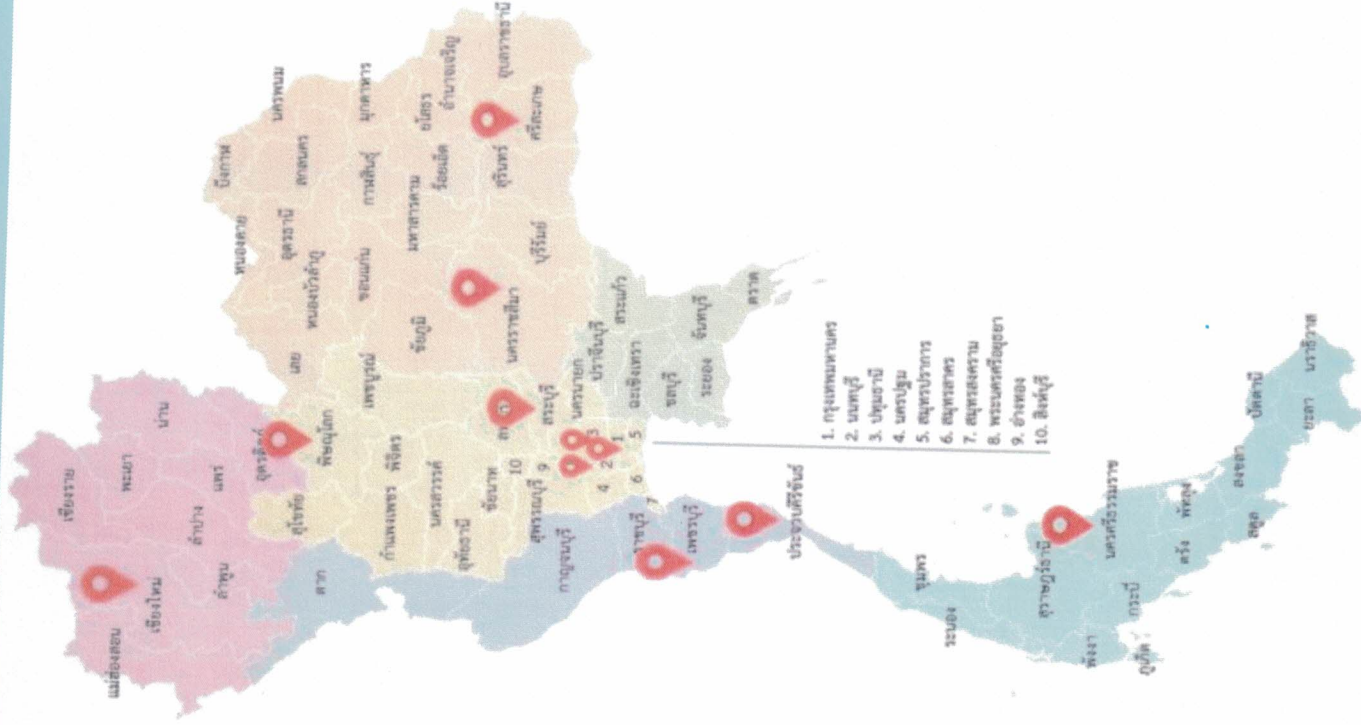 เชียงราย
แม่ฮ่องสอน
พะเยา
น่าน
เชียงใหม่
ลำปาง
แพร่
ลำพูน
อุตรดิตถ์
ตาก
สุโขทัย
พิษณุโลก
เพชรบูรณ์
กำแพงเพชร
พิจิตร
นครสวรรค์
อุทัยธานี
ชัยนาท
สระบุรี
สุพรรณบุรี
กาญจนบุรี
10
9
3
1
2
4
5
6
7
เพชรบุรี
ประจวบคีรีขันธ์
บึงกาฬ
หนองคาย
นครพนม
เลย
อุดรธานี
สกลนคร
หนองบัวลำภู
ขอนแก่น
กาฬสินธุ์
มุกดาหาร
ชัยภูมิ
มหาสารคาม
ร้อยเอ็ด
ยโสธร
อำนาจเจริญ
นครราชสีมา
บุรีรัมย์
สุรินทร์
ศรีสะเกษ
อุบลราชธานี
นครนายก
ปราจีนบุรี
สระแก้ว
ฉะเชิงเทรา
ชลบุรี
ระยอง
จันทบุรี
ตราด
1. กรุงเทพมหานคร
2. นนทบุรี
3. ปทุมธานี
4. นครปฐม
5. สมุทรปราการ
6. สมุทรสาคร
7. สมุทรสงคราม
8. พระนครศรีอยุธยา
9. อ่างทอง
10. สิงห์บุรี
ชุมพร
ระนอง
สุราษฎร์ธานี
พังงา
กระบี่
นครศรีธรรมราช
ภูเก็ต
ตรัง
พัทลุง
สตูล
สงขลา
ปัตตานี
ยะลา
นราธิวาส